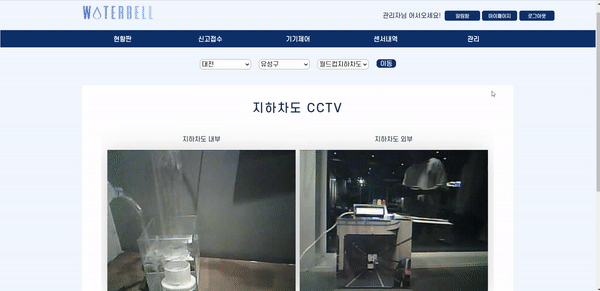 WATERBELL
관리자님 어서오세요! 알림함 마이페이지 로그아웃
현황판 신고접수 기기제어 센서내역 관리
대전 유성구 월드컵지하차도 이동
지하차도 CCTV
지하차도 내부 지하차도 외부